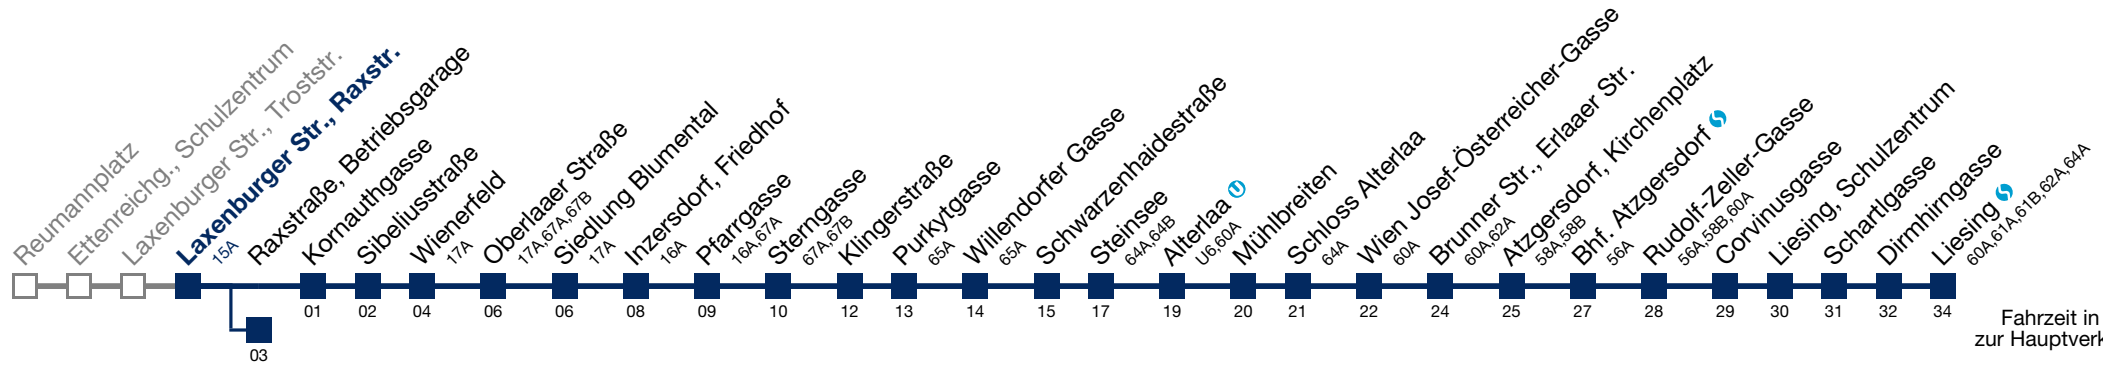 Reumannplatz
Ettenreichg., Schulzentrum
Laxenburger Str., Troststr.
Laxenburger Str., Raxstr.
15A
Raxstraße, Betriebsgarage
03
Kornauthgasse
01
Sibeliusstraße
02
Wienerfeld
17A
04
Oberlaaer Straße
17A,67A,67B
06
Siedlung Blumental
17A
06
Inzersdorf, Friedhof
16A
08
Pfarrgasse
16A,67A
09
Sterngasse
67A,67B
10
Klingerstraße
12
Purkytgasse
65A
13
Willendorfer Gasse
65A
14
Schwarzenhaidestraße
15
Steinsee
64A,64B
17
Alterlaa U
U6,60A
19
Mühlbreiten
20
Schloss Alterlaa
64A
21
Wien Josef-Österreicher-Gasse
60A
22
Brunner Str., Erlaaer Str.
60A,62A
24
Atzgersdorf, Kirchenplatz
58A,58B
25
Bhf. Atzgersdorf S
56A
27
Rudolf-Zeller-Gasse
56A,58B,60A
28
Corvinusgasse
29
Liesing, Schulzentrum
30
Schartlgasse
31
Dirmhirngasse
32
Liesing S
60A,61A,61B,62A,64A
34
Fahrzeit in
zur Hauptverk